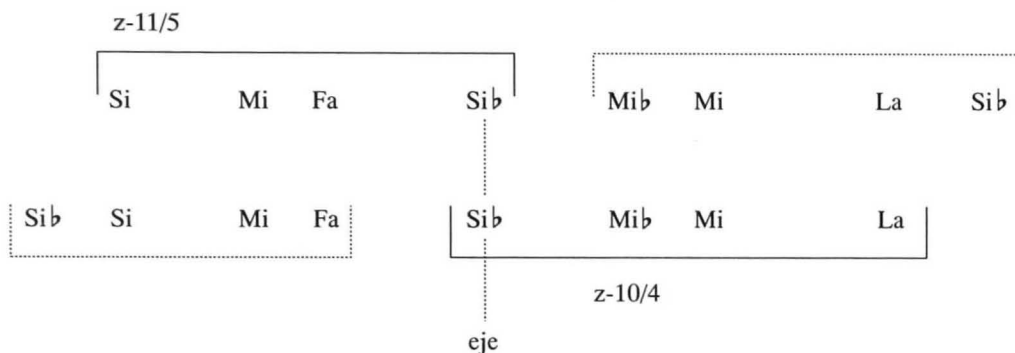 z-11/5
Si Mi Fa Si♭ Mi♭ Mi La Si♭
Si♭ Si Mi Fa Si♭ Mi♭ Mi La
z-10/4
eje